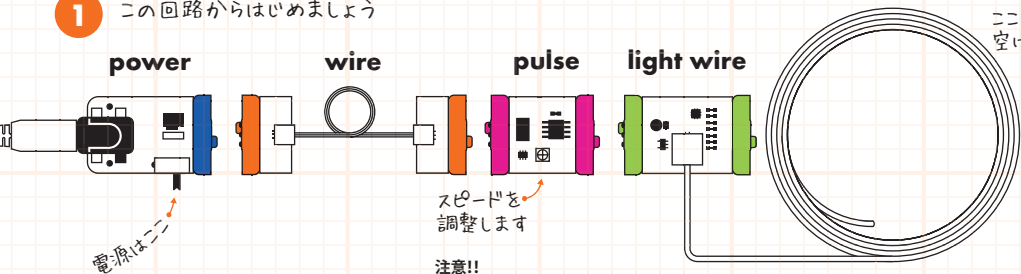 1 この回路からはじめましょう
ここ
空け
power
wire
pulse
light wire
スピードを
調整します
電源はここ
注意!!